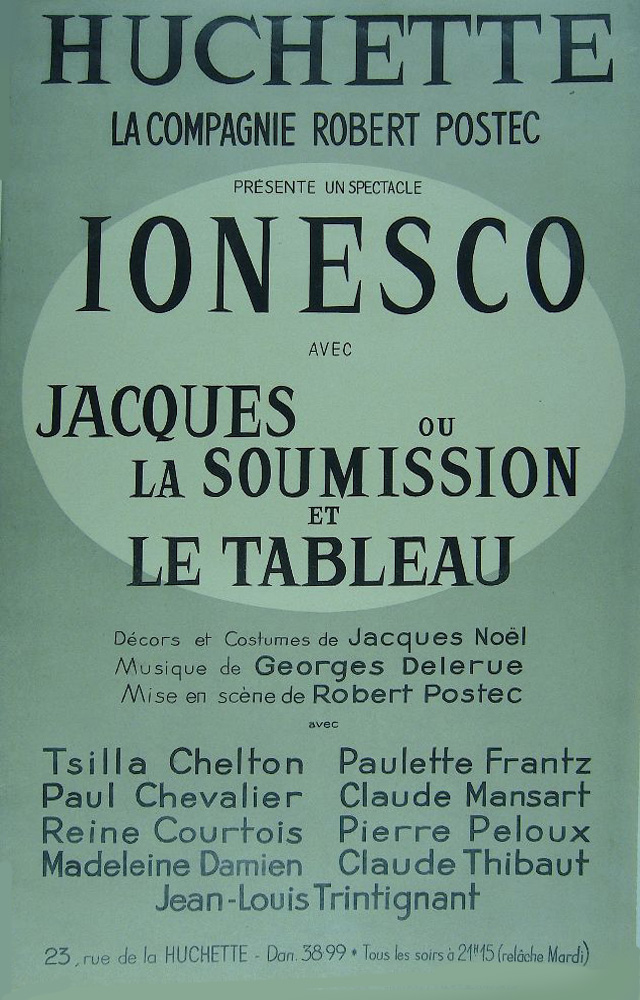 HUCHETTE
LA COMPAGNIE ROBERT POSTEC
PRÉSENTE UN SPECTACLE
IONESCO
AVEC
JACQUES OU
LA SOUMISSION
ET
LE TABLEAU
Décors et Costumes de Jacques Noël
Musique de Georges Delerue
Mise en scène de Robert Postec
avec
Tsilla Chelton Paulette Frantz
Paul Chevalier Claude Mansart
Reine Courtois Pierre Peloux
Madeleine Damien Claude Thibaut
Jean-Louis Trintignant
23, rue de la HUCHETTE - Dan. 38 99 * Tous les soirs à 21H15 (relâche Mardi)